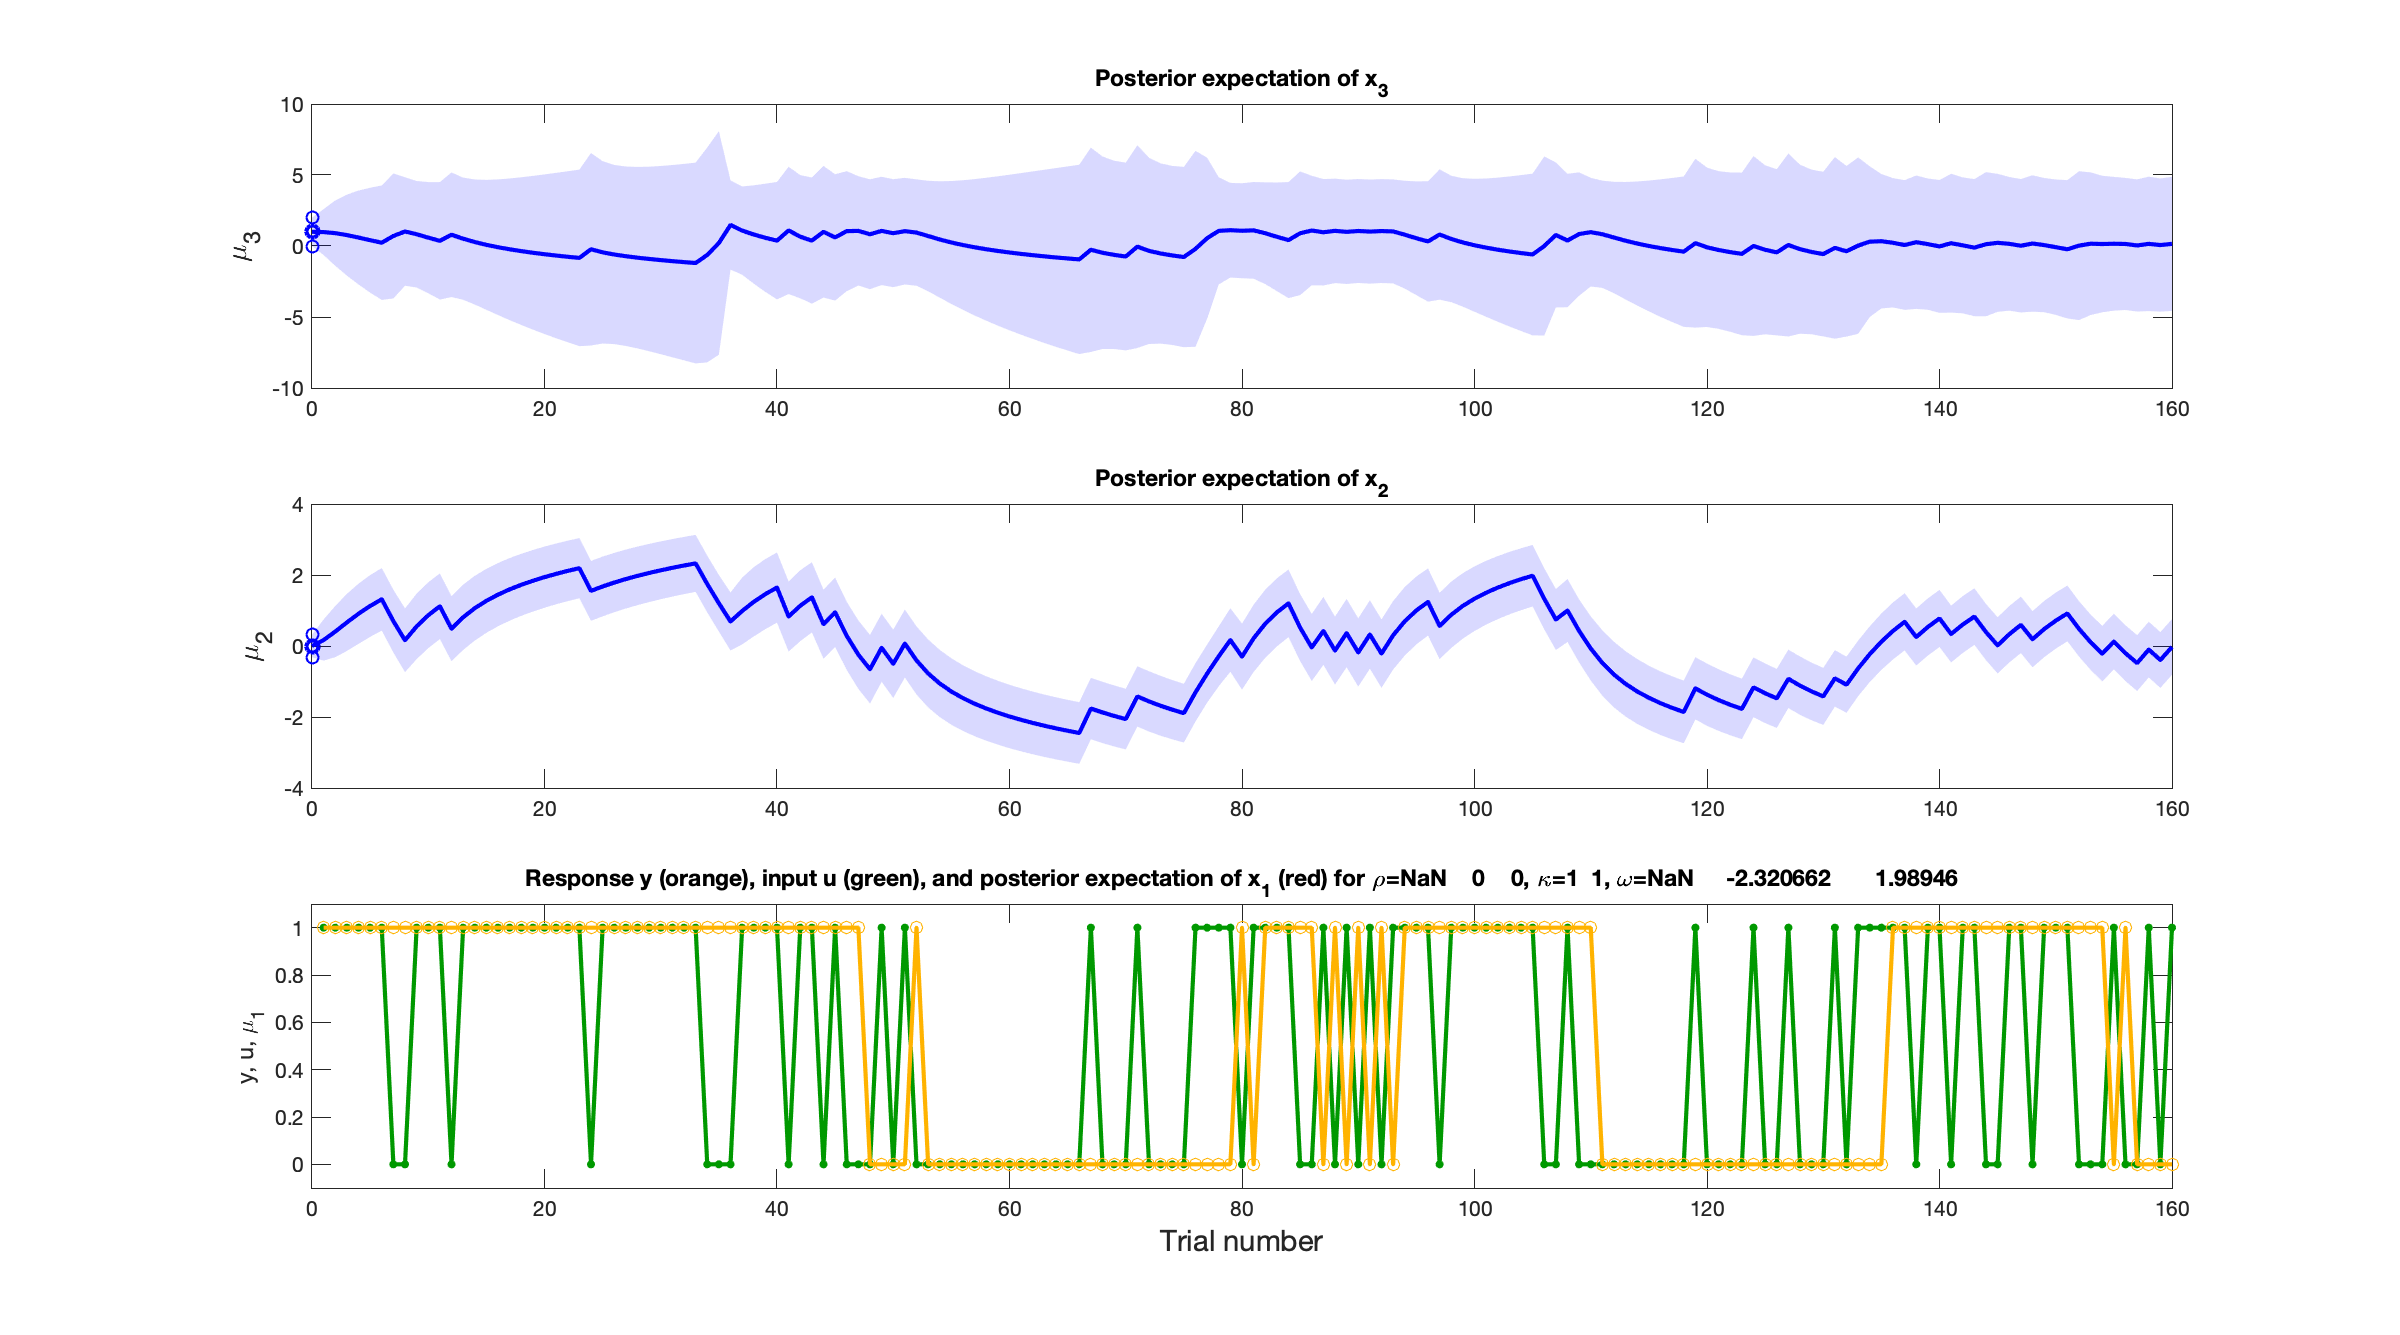 Posterior expectation of x3
μ3
10
5
0
-5
-10
0 20 40 60 80 100 120 140 160
Posterior expectation of x2
μ2
4
2
0
-2
-4
0 20 40 60 80 100 120 140 160
Response y (orange), input u (green), and posterior expectation of x1 (red) for ρ=NaN 0 0, κ=1 1, ω=NaN -2.320662 1.98946
y, u, μ1
1
0.8
0.6
0.4
0.2
0
0 20 40 60 80 100 120 140 160
Trial number